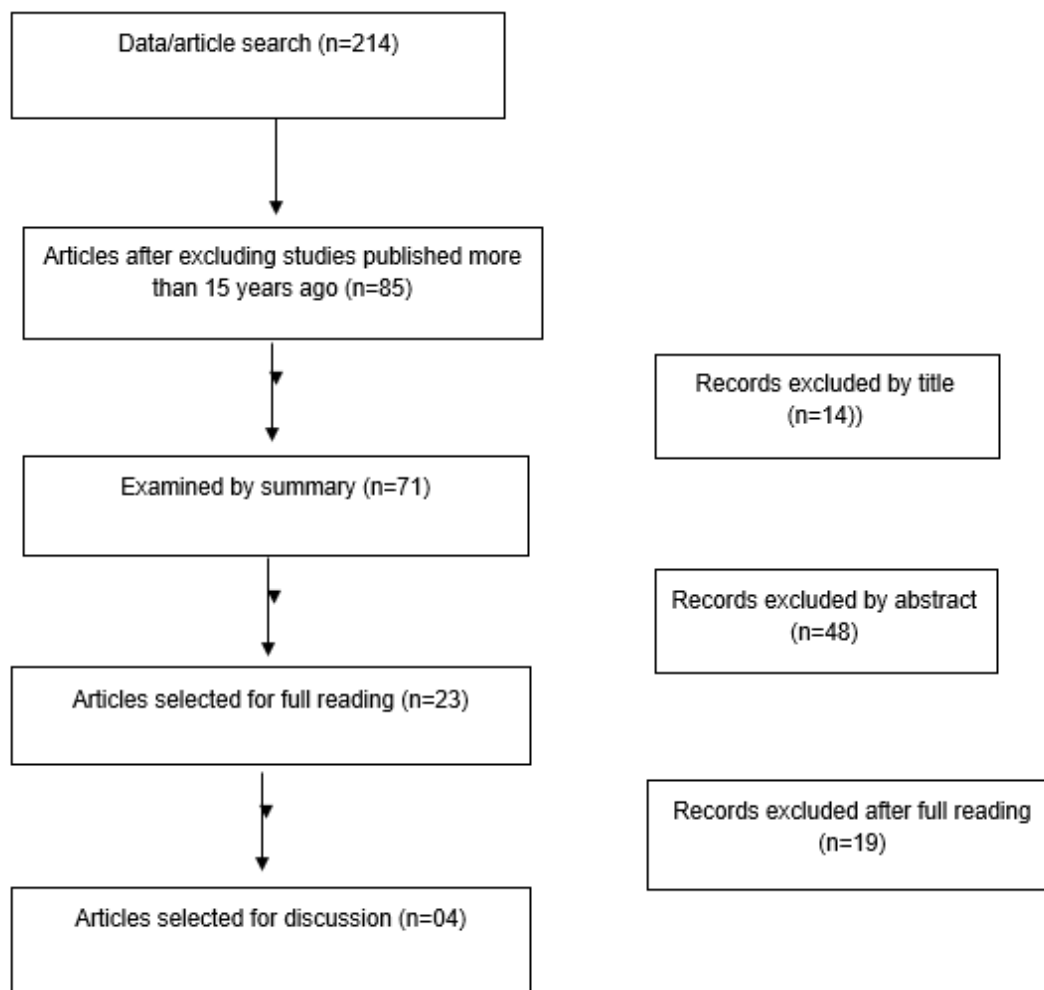 Data/article search (n=214)
Articles after excluding studies published more
than 15 years ago (n=85)
Records excluded by title
(n=14))
Examined by summary (n=71)
Records excluded by abstract
(n=48)
Articles selected for full reading (n=23)
Records excluded after full reading
(n=19)
Articles selected for discussion (n=04)